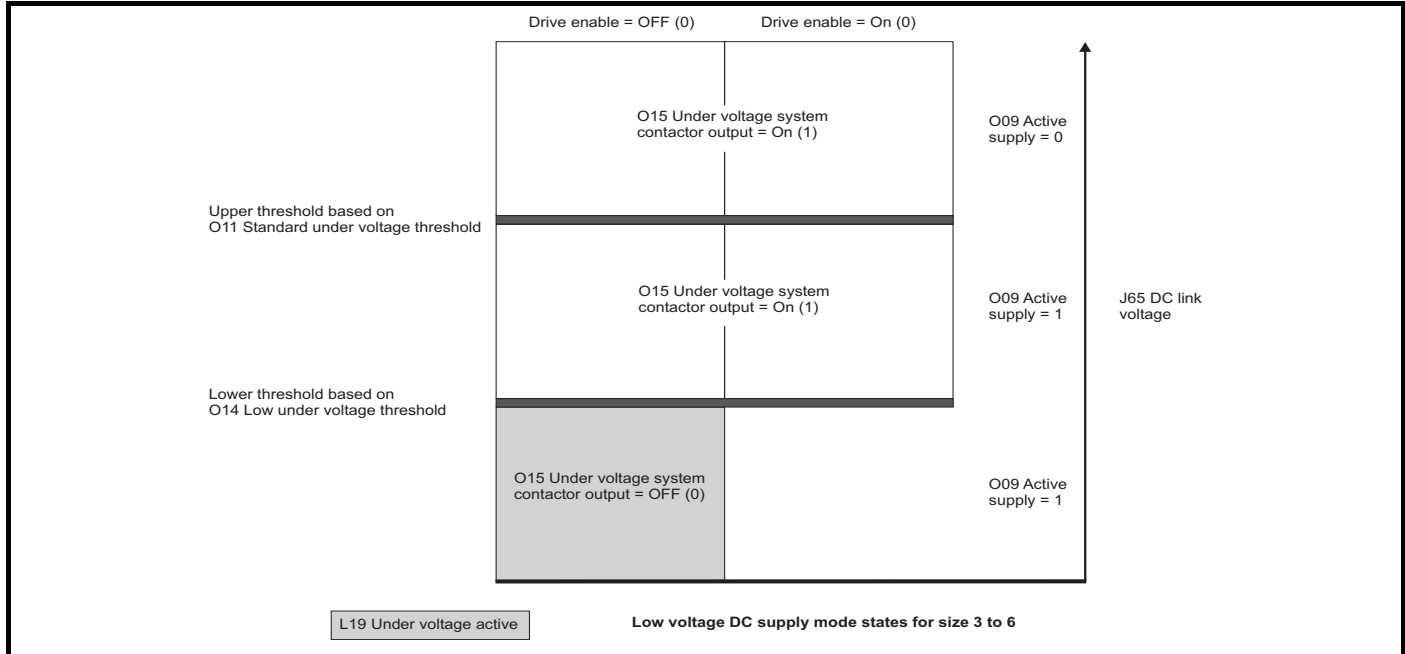 Drive enable = OFF (0)
Drive enable = On (0)
O15 Under voltage system
contactor output = On (1)
O09 Active
supply = 0
Upper threshold based on
O11 Standard under voltage threshold
O15 Under voltage system
contactor output = On (1)
O09 Active
supply = 1
J65 DC link
voltage
Lower threshold based on
O14 Low under voltage threshold
O15 Under voltage system
contactor output = OFF (0)
O09 Active
supply = 1
L19 Under voltage active
Low voltage DC supply mode states for size 3 to 6